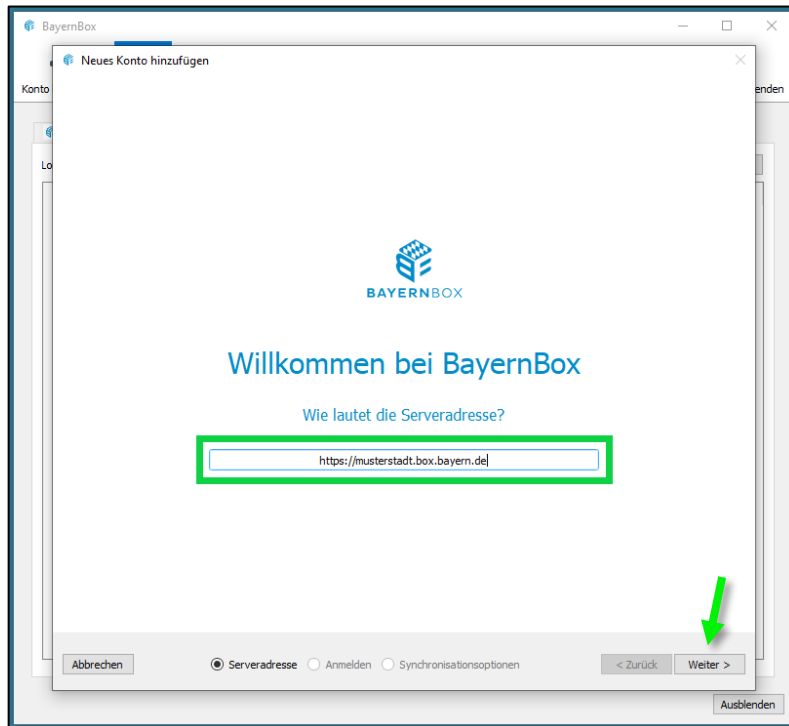 BayernBox
Neues Konto hinzufügen
Konto
enden
Lo
BAYERNBOX
Willkommen bei BayernBox
Wie lautet die Serveradresse?
https://musterstadt.box.bayern.de
Abbrechen
Serveradresse
Anmelden
Synchronisationsoptionen
< Zurück
Weiter >
Ausblenden